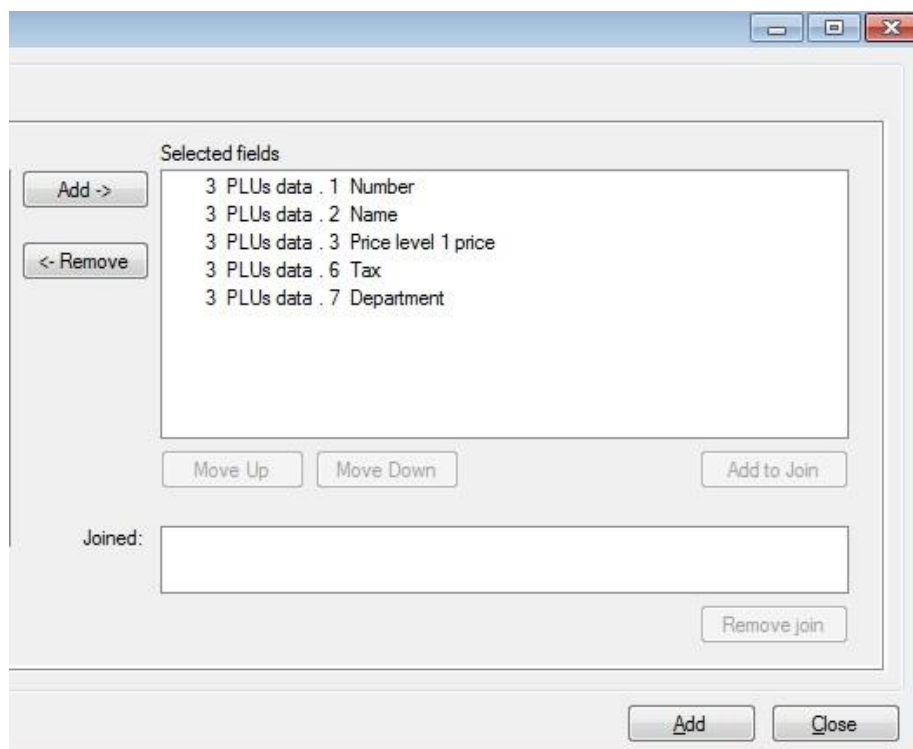 Selected fields
Add ->
<- Remove
3 PLUs data . 1 Number
3 PLUs data . 2 Name
3 PLUs data . 3 Price level 1 price
3 PLUs data . 6 Tax
3 PLUs data . 7 Department
Move Up Move Down Add to Join
Joined:
Remove join
Add Close